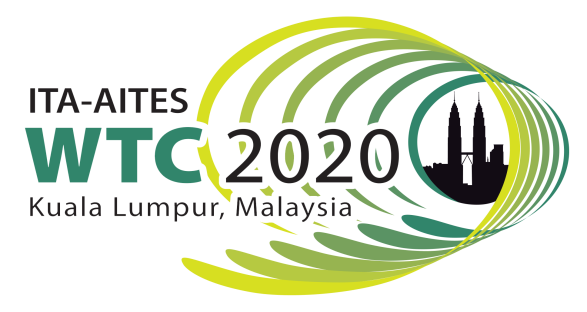 ITA-AITES
WTC 2020
Kuala Lumpur, Malaysia